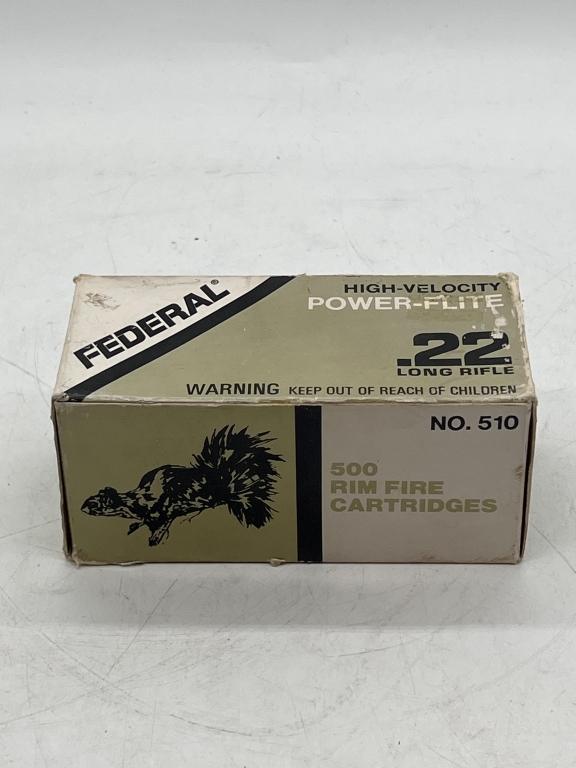 FEDERAL®
HIGH-VELOCITY
POWER-FLITE
.22
LONG RIFLE
WARNING KEEP OUT OF REACH OF CHILDREN
NO. 510
500
RIM FIRE
CARTRIDGES